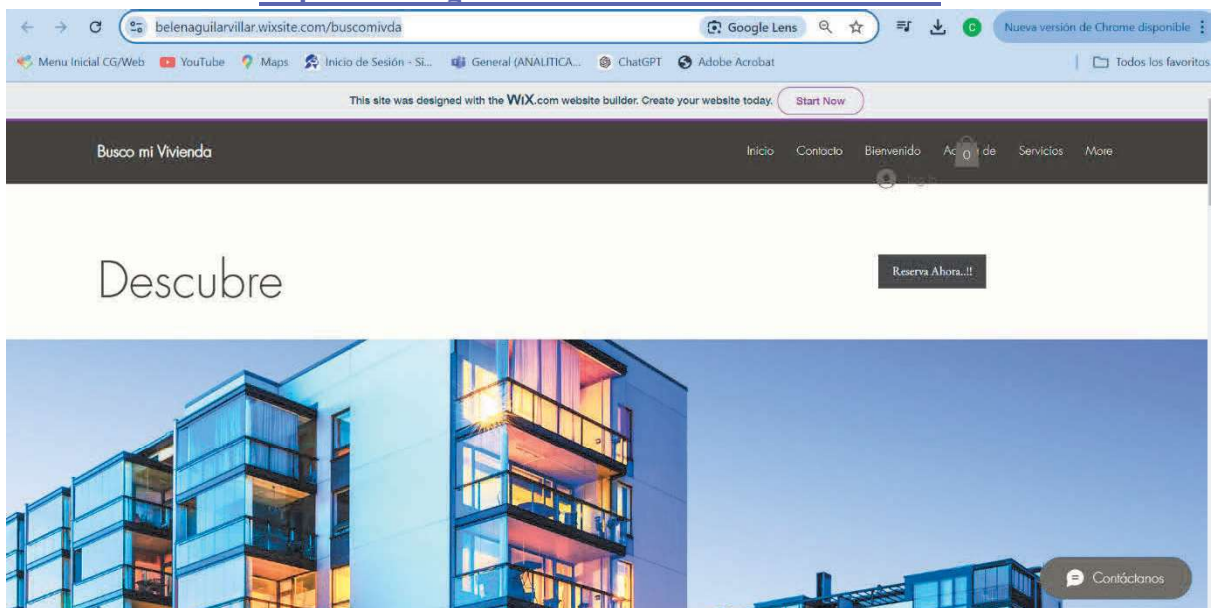 belenaguilarvillar.wixsite.com/buscomivda Google Lens C Nueva versión de Chrome disponible
Menu Inicial CG/Web YouTube Maps Inicio de Sesión - Si... General (ANALITICA... ChatGPT Adobe Acrobat Todos los favoritos
This site was designed with the WiX.com website builder. Create your website today. Start Now
Busco mi Vivienda Inicio Contacto Bienvenido 0 de Servicios More
Log In
Descubre Reserva Ahora..!!
Contáctanos